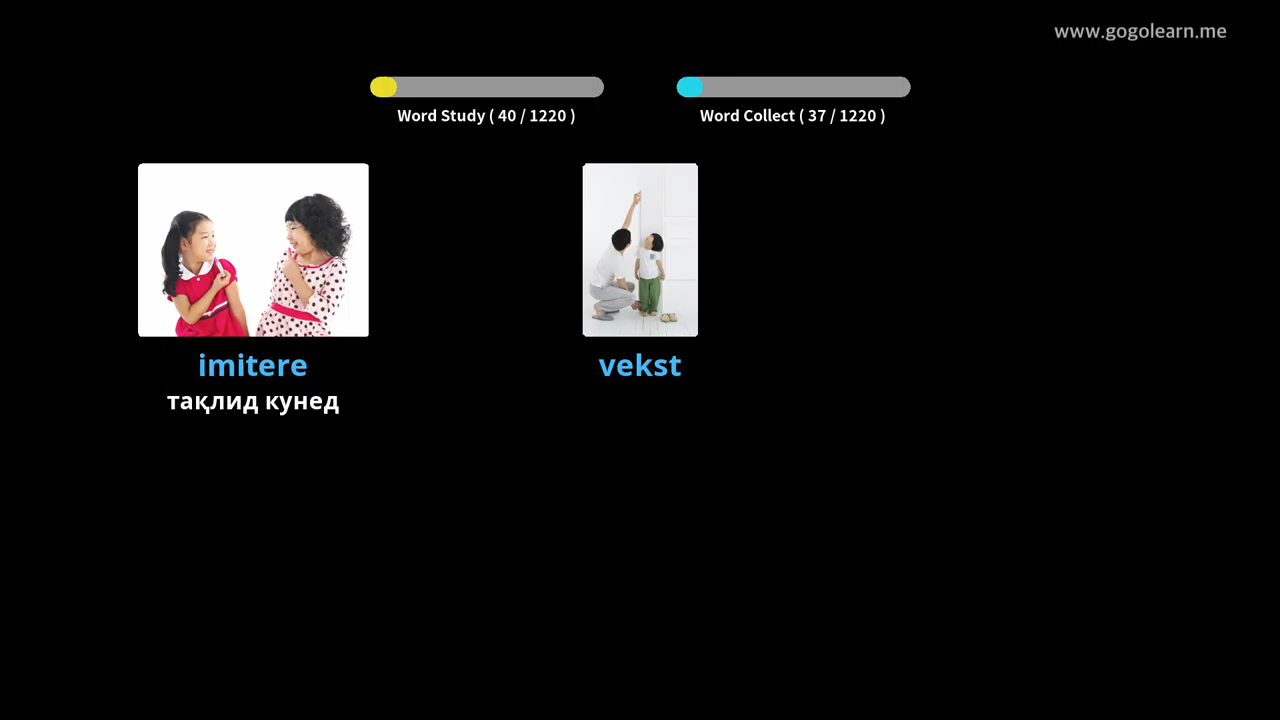 www.gogolearn.me
Word Study ( 40 / 1220 )
Word Collect ( 37 / 1220 )
imitere
тақлид кунед
vekst